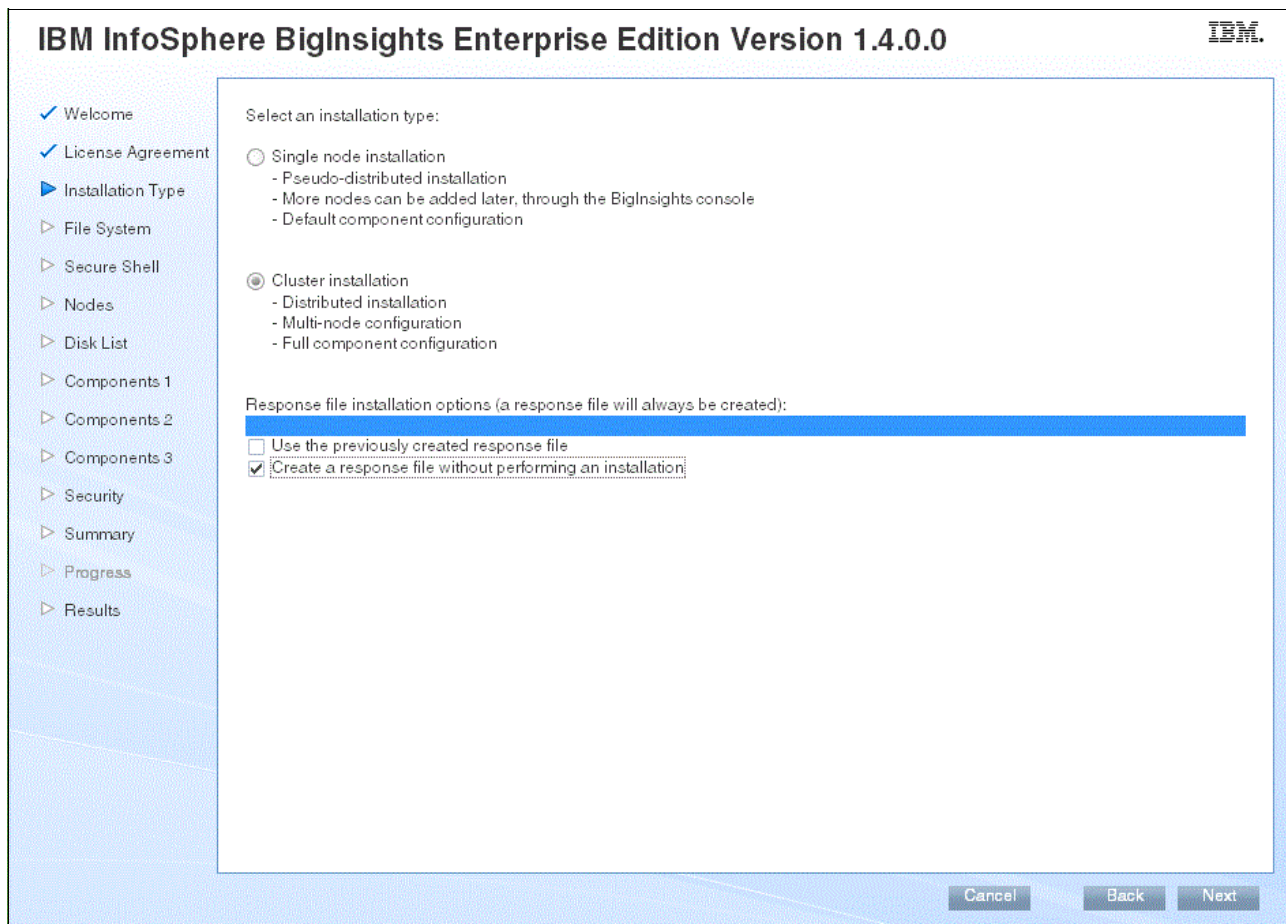 IBM InfoSphere BigInsights Enterprise Edition Version 1.4.0.0
IBM.
Welcome
License Agreement
Installation Type
File System
Secure Shell
Nodes
Disk List
Components 1
Components 2
Components 3
Security
Summary
Progress
Results
Select an installation type:
Single node installation
- Pseudo-distributed installation
- More nodes can be added later, through the BigInsights console
- Default component configuration
Cluster installation
- Distributed installation
- Multi-node configuration
- Full component configuration
Response file installation options (a response file will always be created):
Use the previously created response file
Create a response file without performing an installation
Cancel
Back
Next